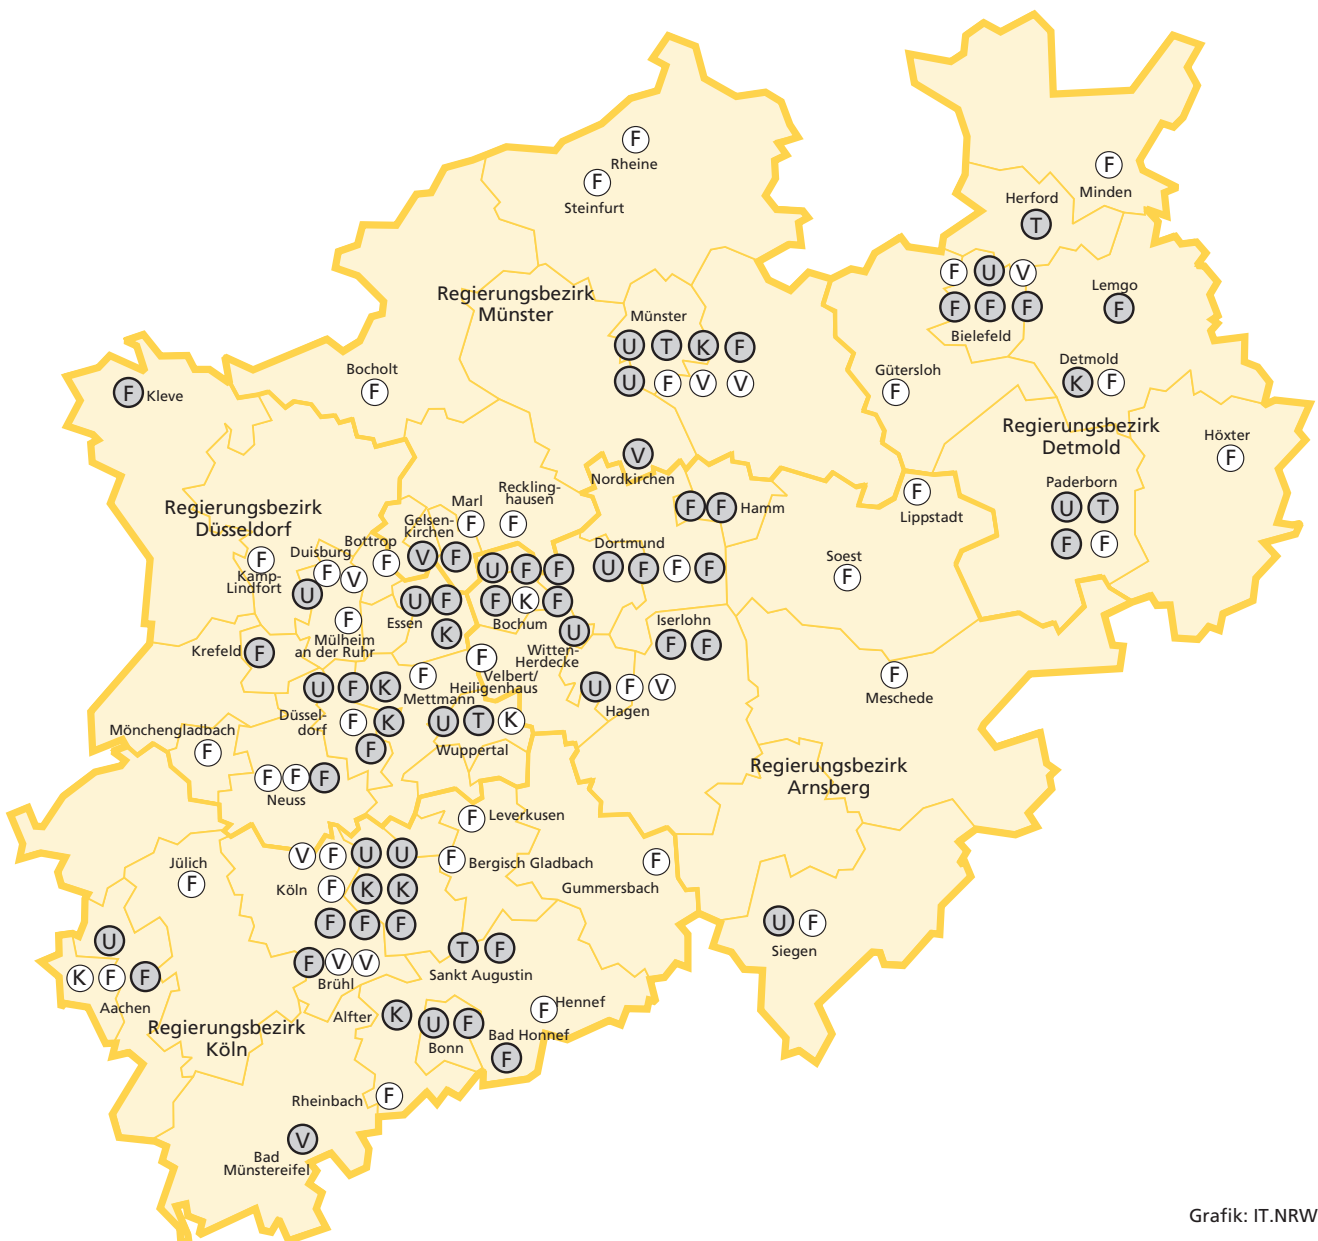 F
Rheine
F
Steinfurt
F
Minden
Herford
T
F U V
F F F
Bielefeld
Lemgo
F
Regierungsbezirk
Münster
Münster
U T K F
U F V V
Bocholt
F
F Kleve
Gütersloh
F
Detmold
K F
Regierungsbezirk
Detmold
Höxter
F
Paderborn
U T
F F
V
Nordkirchen
F F Hamm
F
Lippstadt
Regierungsbezirk
Düsseldorf
Marl
F
Reckling-
hausen
F
Gelsen-
kirchen
V F
Bottrop
F
Duisburg
F V
U
F
Kamp-
Lintfort
U F F
F K F
Bochum
Dortmund
U F F F
Soest
F
U F
Essen
K
F
Mülheim
an der Ruhr
U
Witten-
Herdecke
Iserlohn
F F
Krefeld F
F
Velbert/
Heiligenhaus
F
Mettmann
U F K
Düssel-
dorf
F K
F
U F V
Hagen
F
Meschede
U T K
Wuppertal
Mönchengladbach
F
F F F
Neuss
Regierungsbezirk
Arnsberg
F Leverkusen
F Bergisch Gladbach
F
Gummersbach
Jülich
F
V F U U
Köln F K K
F F F
U F
Siegen
U
K F F
Aachen
F V V
Brühl
T F
Sankt Augustin
Regierungsbezirk
Köln
Alfter K
U F
Bonn
F Hennef
Bad Honnef
F
Rheinbach F
V
Bad
Münstereifel
Grafik: IT.NRW